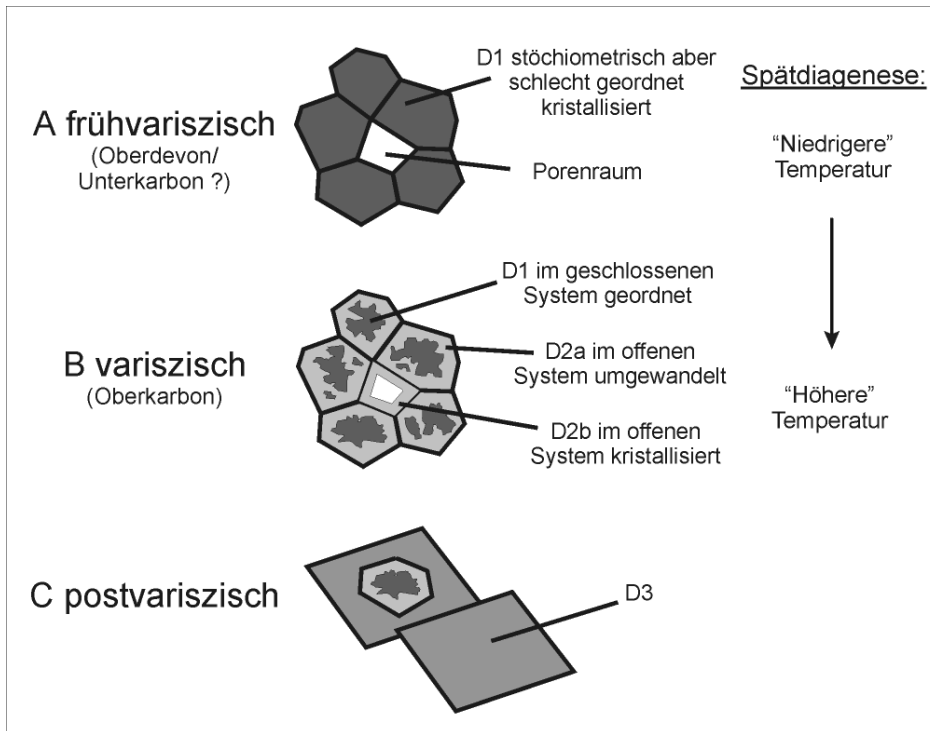 A frühvariszisch
(Oberdevon/
Unterkarbon ?)
D1 stöchiometrisch aber
schlecht geordnet
kristallisiert
Porenraum
Spätdiagenese:
“Niedrigere”
Temperatur
B variszisch
(Oberkarbon)
D1 im geschlossenen
System geordnet
D2a im offenen
System umgewandelt
D2b im offenen
System kristallisiert
“Höhere”
Temperatur
C postvariszisch
D3